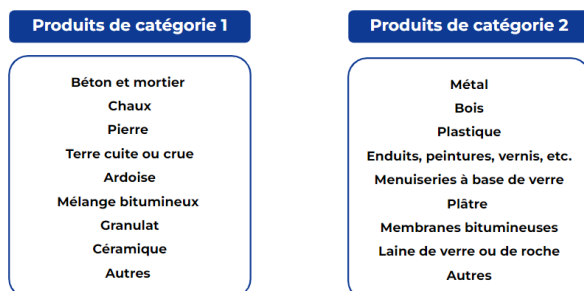 Produits de catégorie 1
Béton et mortier
Chaux
Pierre
Terre cuite ou crue
Ardoise
Mélange bitumineux
Granulat
Céramique
Autres
Produits de catégorie 2
Métal
Bois
Plastique
Enduits, peintures, vernis, etc.
Menuiseries à base de verre
Plâtre
Membranes bitumineuses
Laine de verre ou de roche
Autres